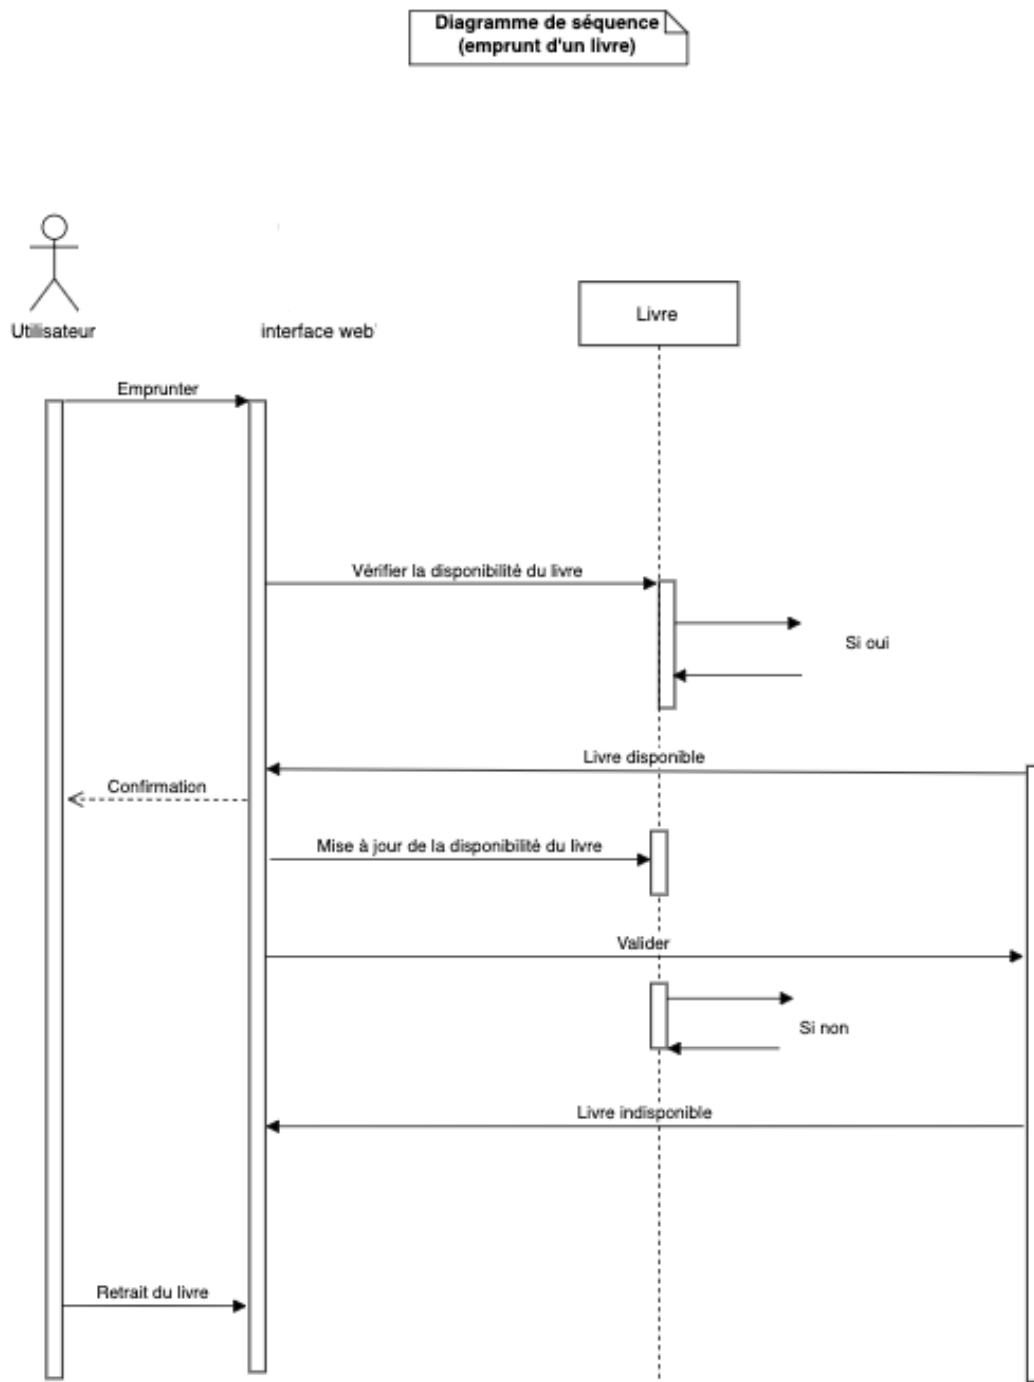 Diagramme de séquence
(emprunt d'un livre)
Utilisateur
interface web
Livre
Emprunter
Vérifier la disponibilité du livre
Si oui
Livre disponible
Confirmation
Mise à jour de la disponibilité du livre
Valider
Si non
Livre indisponible
Retrait du livre